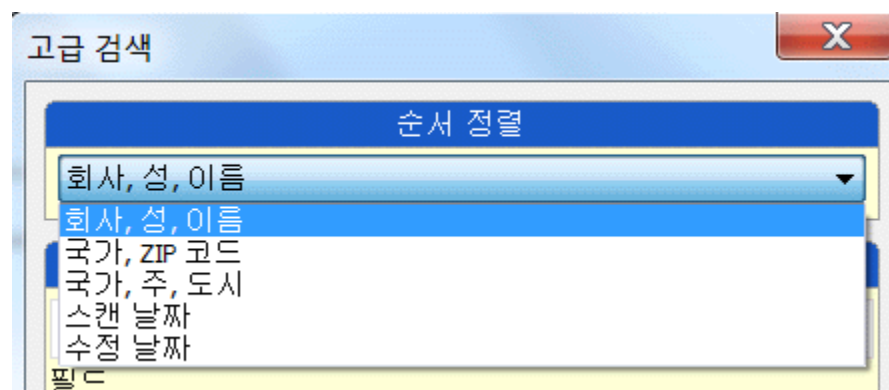 고급 검색
순서 정렬
회사, 성, 이름
회사, 성, 이름
국가, ZIP 코드
국가, 주, 도시
스캔 날짜
수정 날짜